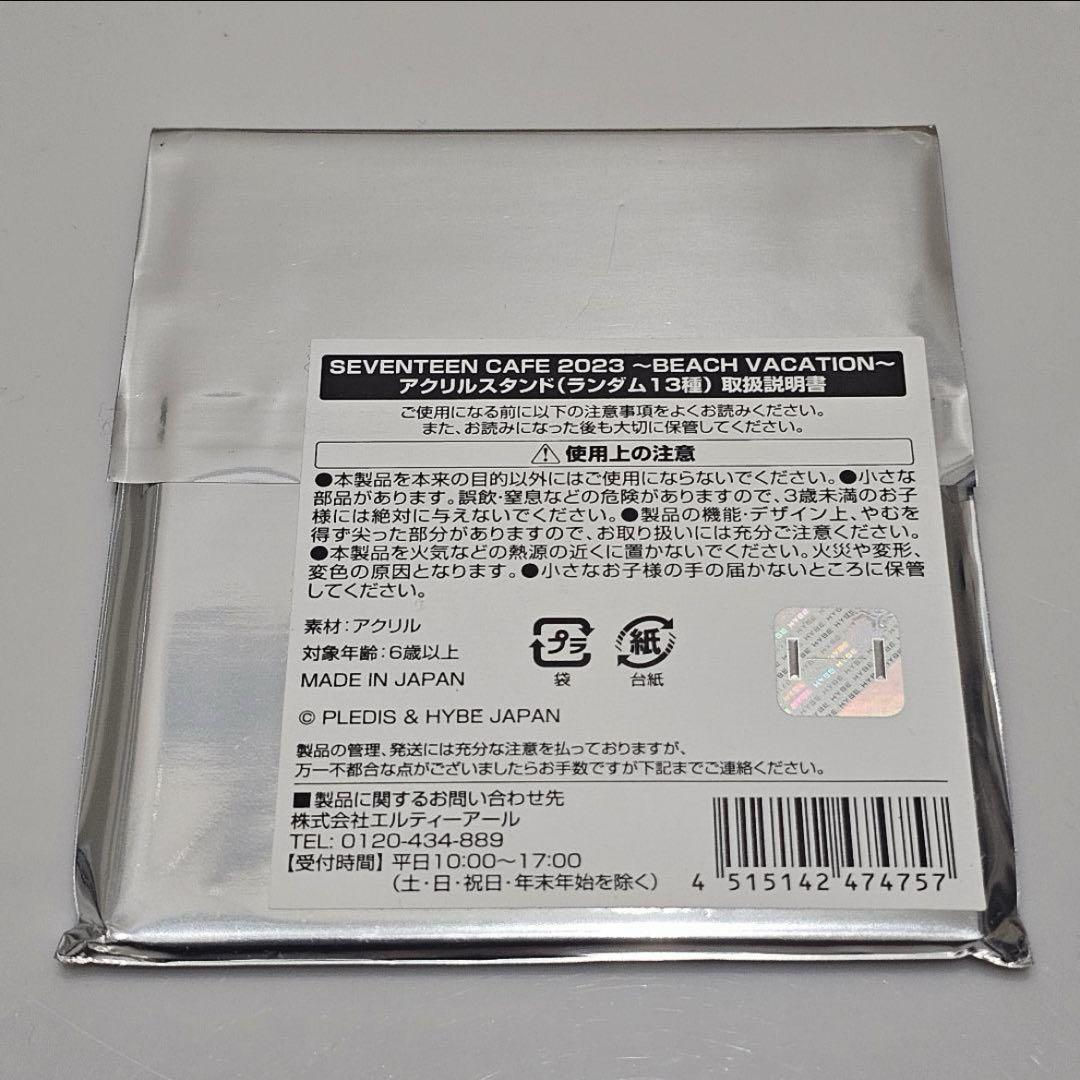 SEVENTEEN CAFE 2023 ～BEACH VACATION～
アクリルスタンド(ランダム13種) 取扱説明書
ご使用になる前に以下の注意事項をよくお読みください。
また、お読みになった後も大切に保管してください。
使用上の注意
●本製品を本来の目的以外にはご使用にならないでください。●小さな
部品があります。誤飲・窒息などの危険がありますので、3歳未満のお子
様には絶対に与えないでください。●製品の機能・デザイン上、やむを
得ず尖った部分がありますので、お取り扱いには充分ご注意ください。
●本製品を火気などの熱源の近くに置かないでください。火災や変形、
変色の原因となります。●小さなお子様の手の届かないところに保管
してください。
素材：アクリル
対象年齢：6歳以上
MADE IN JAPAN
プラ
袋
紙
台紙
HYBE HYBE HYBE
© PLEDIS & HYBE JAPAN
製品の管理、発送には充分な注意を払っておりますが、
万一不都合な点がございましたらお手数ですが下記までご連絡ください。
■製品に関するお問い合わせ先
株式会社エルティーアール
TEL: 0120-434-889
【受付時間】平日10:00～17:00
(土・日・祝日・年末年始を除く)
4 515142 474757